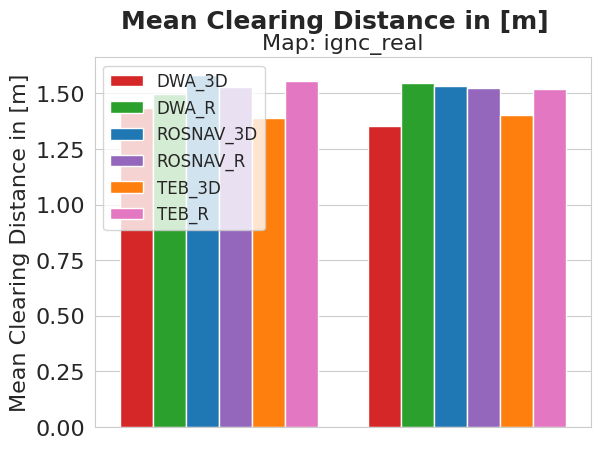 Mean Clearing Distance in [m]
Map: ignc_real
Mean Clearing Distance in [m]
1.50
1.25
1.00
0.75
0.50
0.25
0.00
DWA_3D
DWA_R
ROSNAV_3D
ROSNAV_R
TEB_3D
TEB_R